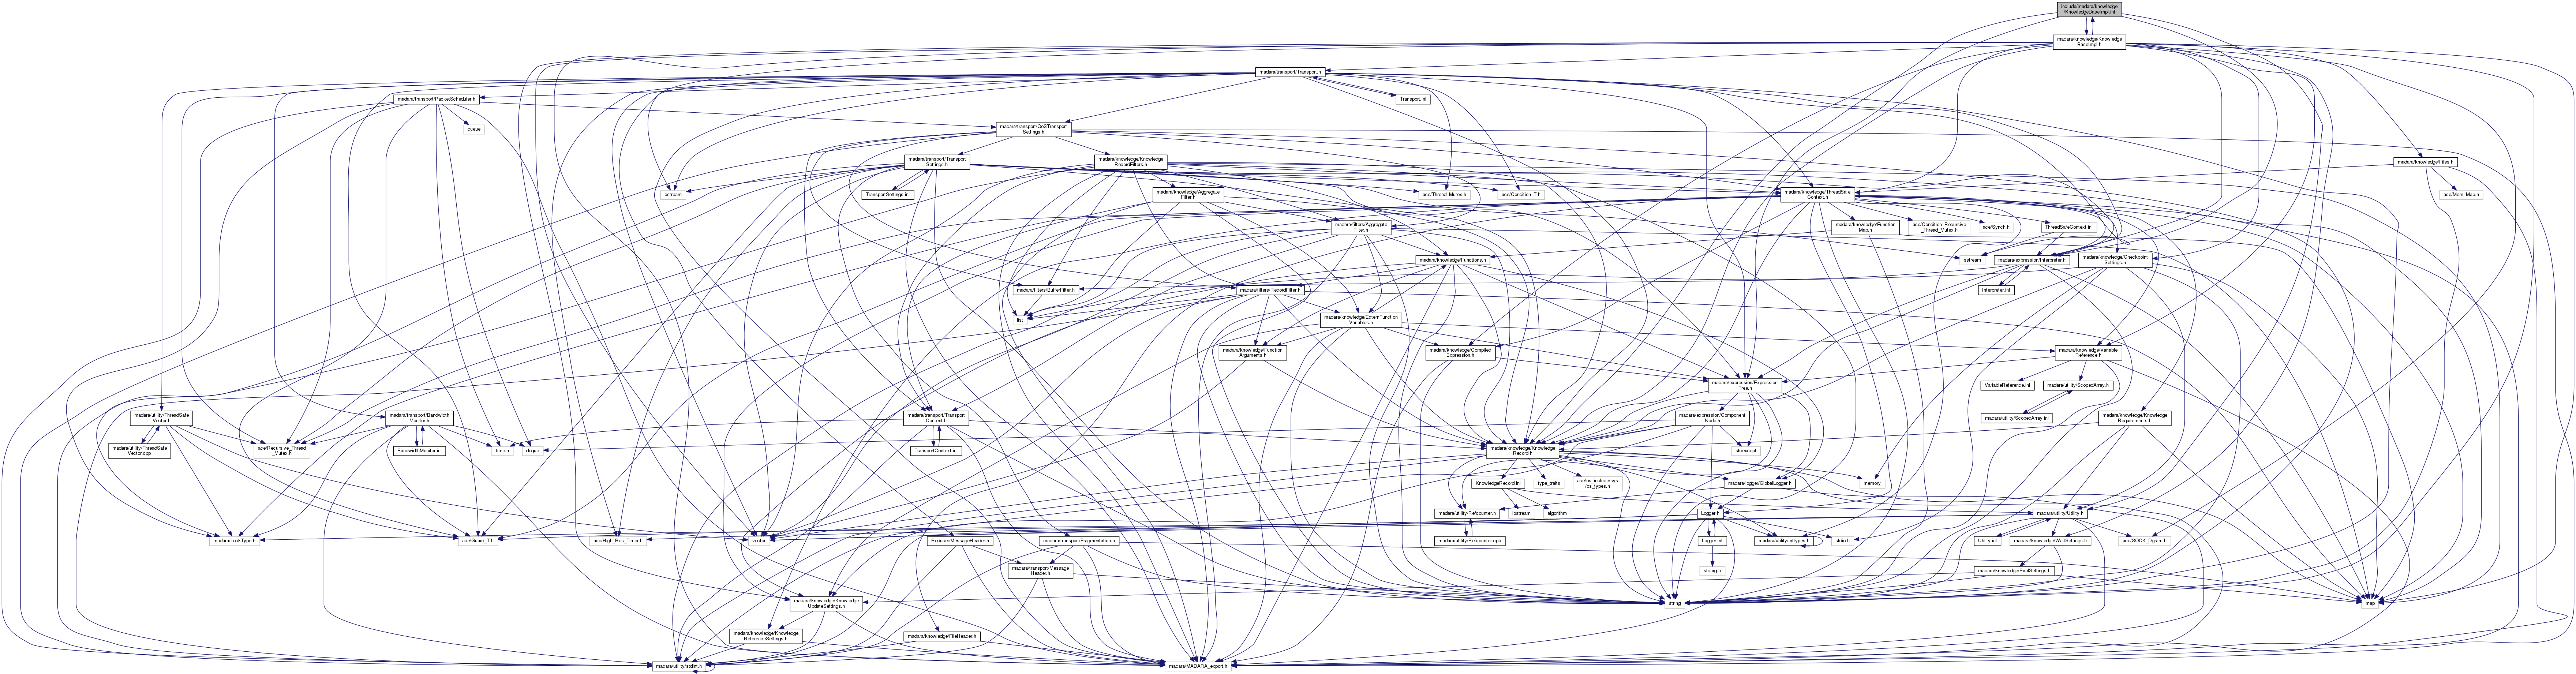 include/madara/knowledge
/KnowledgeBaseImpl.inl
madara/knowledge/Knowledge
BaseImpl.h
madara/transport/Transport.h
madara/transport/PacketScheduler.h
Transport.inl
queue
madara/transport/QoSTransport
Settings.h
madara/transport/Transport
Settings.h
madara/knowledge/Knowledge
RecordFilters.h
madara/knowledge/Files.h
ostream
TransportSettings.inl
madara/knowledge/Aggregate
Filter.h
ace/Thread_Mutex.h
ace/Condition_T.h
madara/knowledge/ThreadSafe
Context.h
ace/Mem_Map.h
madara/filters/Aggregate
Filter.h
madara/knowledge/Function
Map.h
ace/Condition_Recursive
_Thread_Mutex.h
ace/Synch.h
ThreadSafeContext.inl
madara/knowledge/Functions.h
sstream
madara/expression/Interpreter.h
madara/knowledge/Checkpoint
Settings.h
madara/filters/BufferFilter.h
madara/filters/RecordFilter.h
Interpreter.inl
list
madara/knowledge/ExternFunction
Variables.h
madara/knowledge/Function
Arguments.h
madara/knowledge/Compiled
Expression.h
madara/knowledge/Variable
Reference.h
madara/expression/Expression
Tree.h
VariableReference.inl
madara/utility/ScopedArray.h
madara/utility/ThreadSafe
Vector.h
madara/transport/Bandwidth
Monitor.h
madara/transport/Transport
Context.h
madara/expression/Component
Node.h
madara/utility/ScopedArray.inl
madara/knowledge/Knowledge
Requirements.h
madara/utility/ThreadSafe
Vector.cpp
ace/Recursive_Thread
_Mutex.h
BandwidthMonitor.inl
time.h
deque
TransportContext.inl
madara/knowledge/Knowledge
Record.h
stdexcept
KnowledgeRecord.inl
type_traits
ace/os_include/sys
/os_types.h
madara/logger/GlobalLogger.h
memory
madara/utility/Refcounter.h
iostream
algorithm
Logger.h
madara/utility/Utility.h
madara/LockType.h
ace/Guard_T.h
ace/High_Res_Timer.h
vector
ReducedMessageHeader.h
madara/transport/Fragmentation.h
madara/utility/Refcounter.cpp
Logger.inl
madara/utility/inttypes.h
stdio.h
Utility.inl
madara/knowledge/WaitSettings.h
ace/SOCK_Dgram.h
madara/transport/Message
Header.h
stdarg.h
madara/knowledge/EvalSettings.h
madara/knowledge/Knowledge
UpdateSettings.h
string
map
madara/knowledge/Knowledge
ReferenceSettings.h
madara/knowledge/FileHeader.h
madara/utility/stdint.h
madara/MADARA_export.h